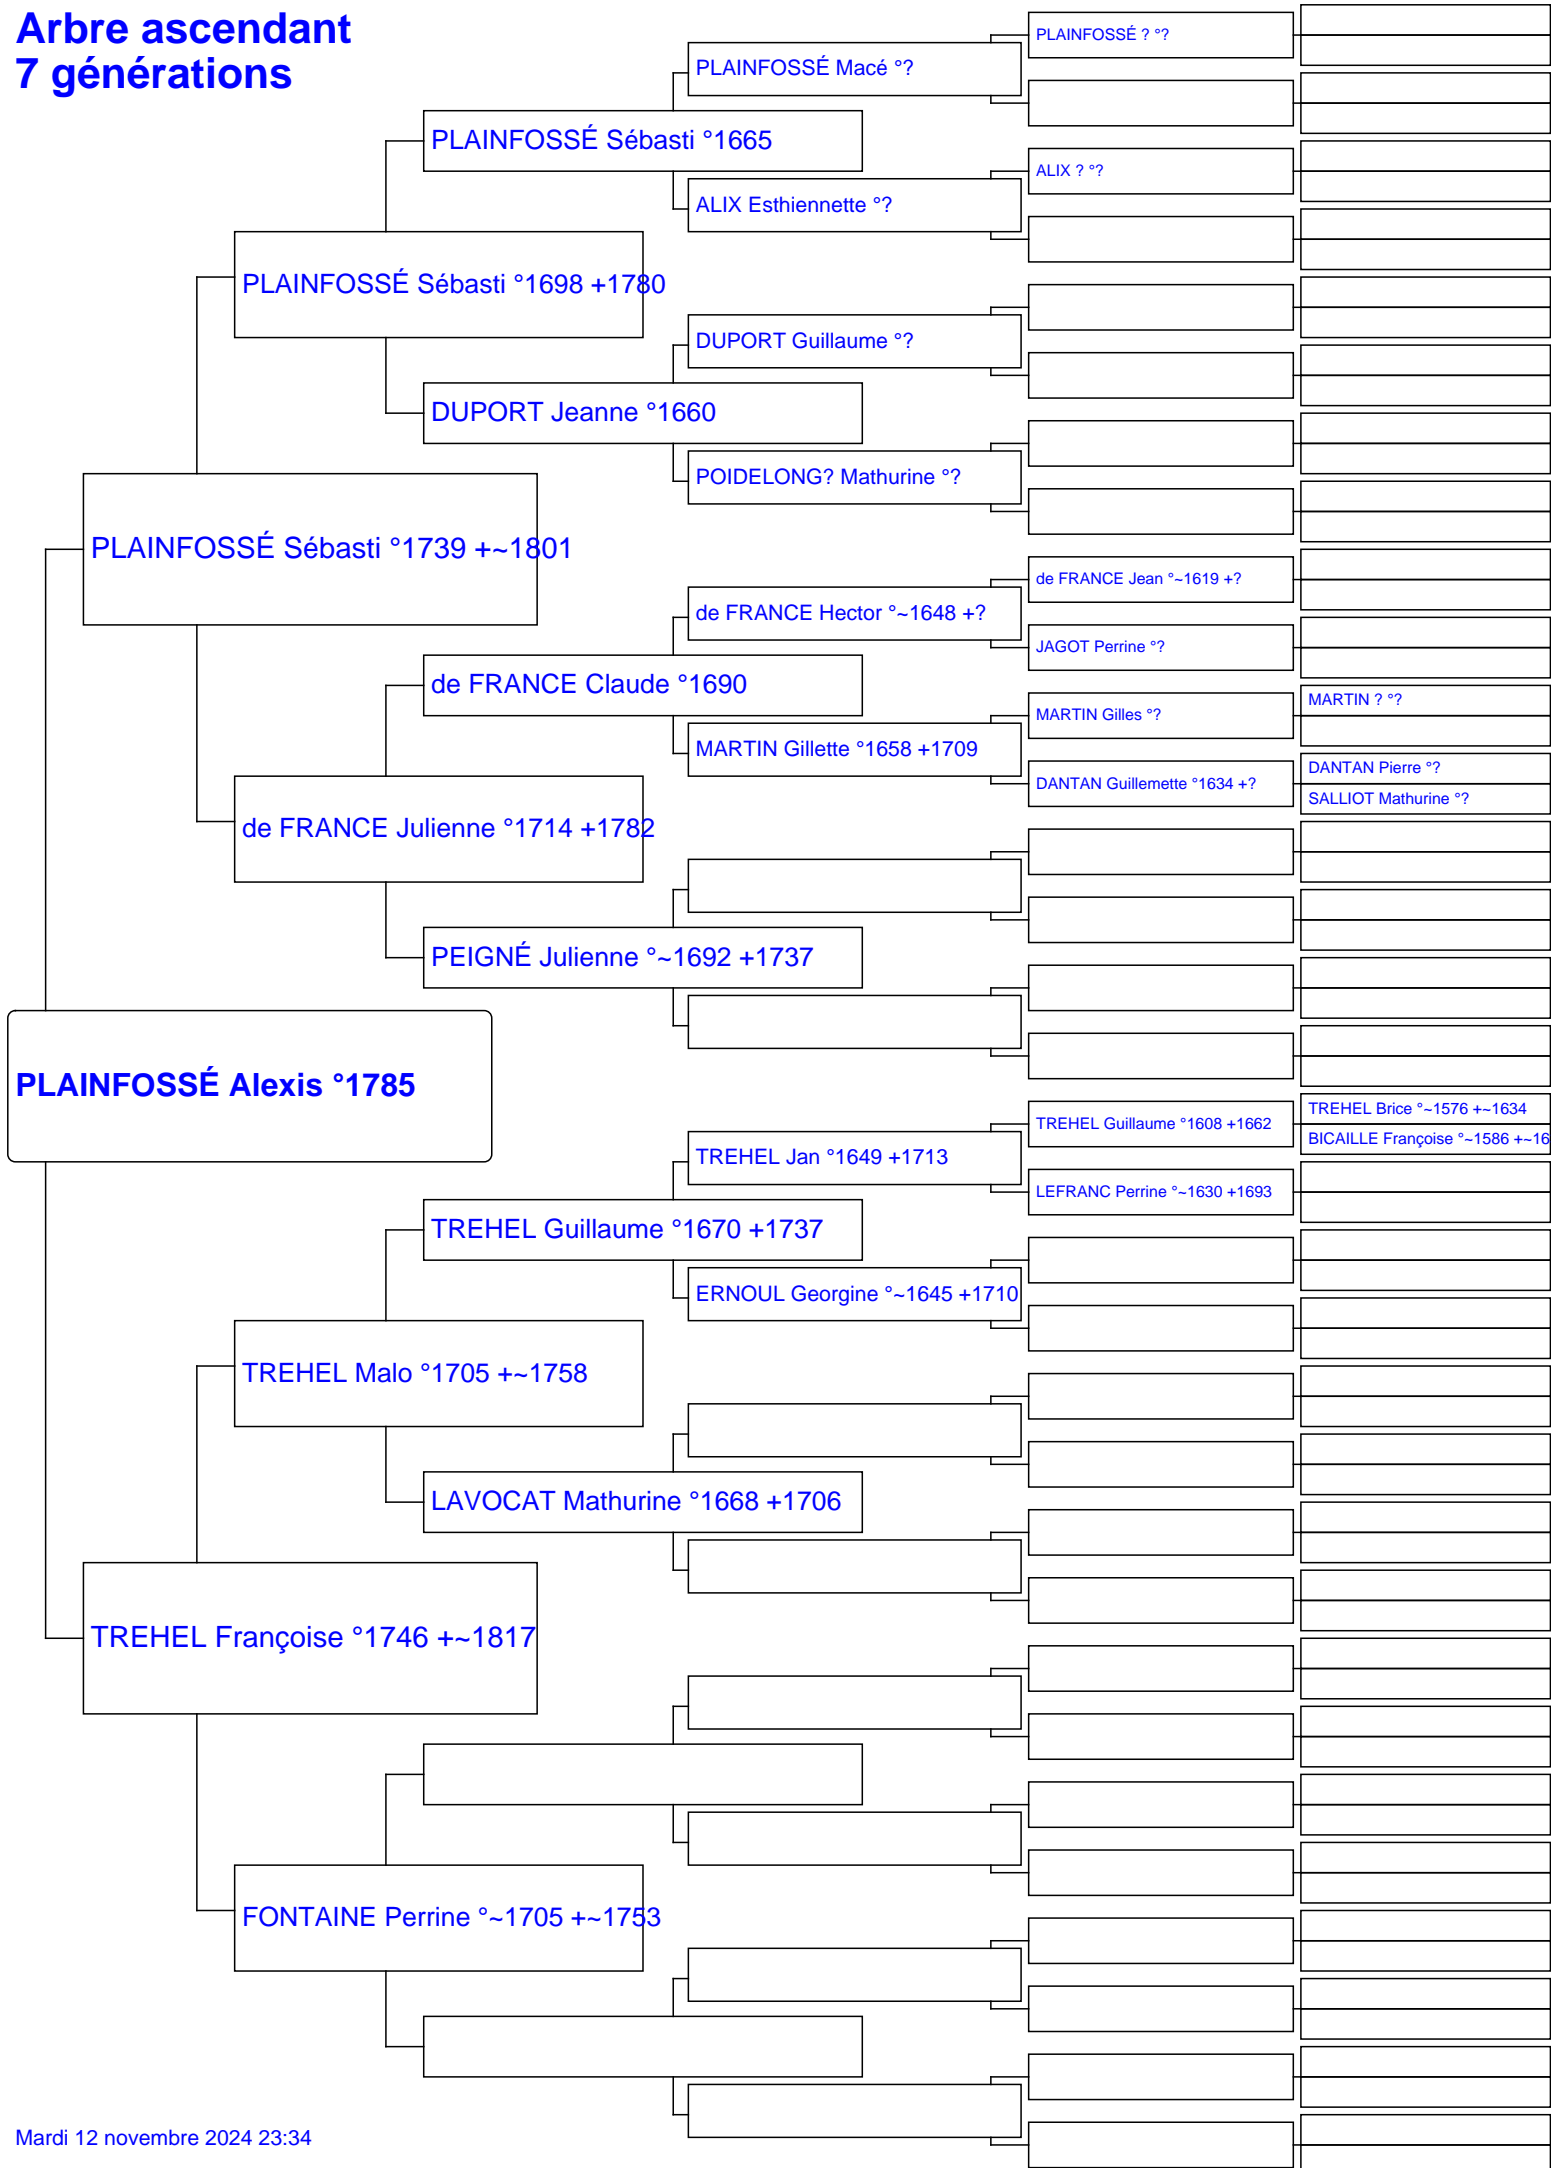 Arbre ascendant
7 générations
PLAINFOSSÉ ? °?
PLAINFOSSÉ Macé °?
PLAINFOSSÉ Sébasti °1665
ALIX ? °?
ALIX Esthiennette °?
PLAINFOSSÉ Sébasti °1698 +1780
DUPORT Guillaume °?
DUPORT Jeanne °1660
POIDELONG? Mathurine °?
PLAINFOSSÉ Sébasti °1739 +~1801
de FRANCE Jean °~1619 +?
de FRANCE Hector °~1648 +?
JAGOT Perrine °?
de FRANCE Claude °1690
MARTIN ? °?
MARTIN Gilles °?
MARTIN Gillette °1658 +1709
DANTAN Pierre °?
DANTAN Guillemette °1634 +?
SALLIOT Mathurine °?
de FRANCE Julienne °1714 +1782
PEIGNÉ Julienne °~1692 +1737
PLAINFOSSÉ Alexis °1785
TREHEL Brice °~1576 +~1634
TREHEL Guillaume °1608 +1662
BICAILLE Françoise °~1586 +~16
TREHEL Jan °1649 +1713
LEFRANC Perrine °~1630 +1693
TREHEL Guillaume °1670 +1737
ERNOUL Georgine °~1645 +1710
TREHEL Malo °1705 +~1758
LAVOCAT Mathurine °1668 +1706
TREHEL Françoise °1746 +~1817
FONTAINE Perrine °~1705 +~1753
Mardi 12 novembre 2024 23:34